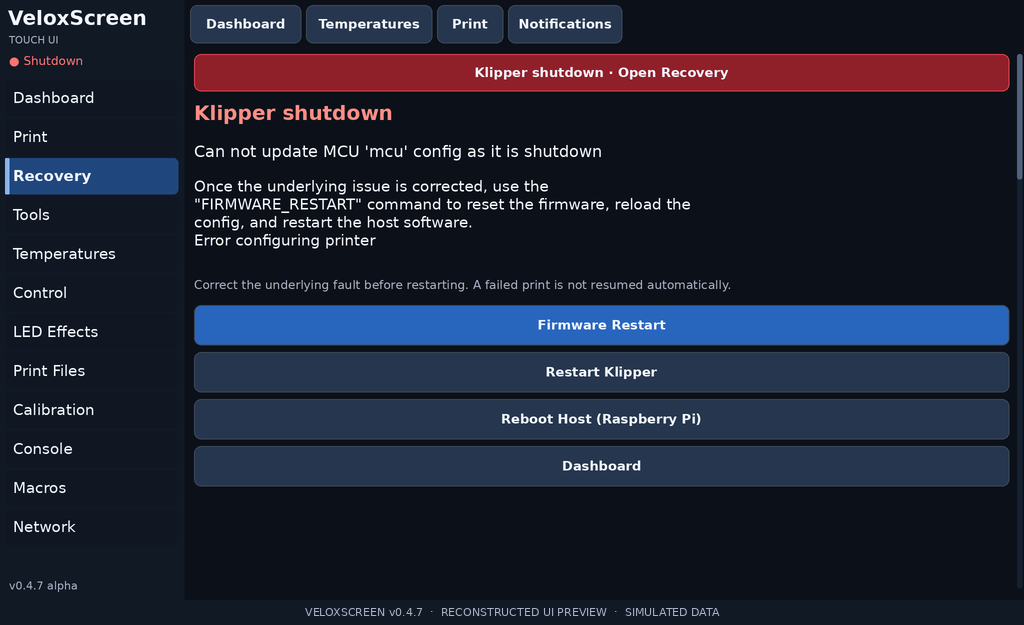 VeloxScreen
TOUCH UI
Shutdown
Dashboard
Print
Recovery
Tools
Temperatures
Control
LED Effects
Print Files
Calibration
Console
Macros
Network
v0.4.7 alpha
Dashboard
Temperatures
Print
Notifications
Klipper shutdown · Open Recovery
Klipper shutdown
Can not update MCU 'mcu' config as it is shutdown
Once the underlying issue is corrected, use the
"FIRMWARE_RESTART" command to reset the firmware, reload the
config, and restart the host software.
Error configuring printer
Correct the underlying fault before restarting. A failed print is not resumed automatically.
Firmware Restart
Restart Klipper
Reboot Host (Raspberry Pi)
Dashboard
VELOXSCREEN v0.4.7 · RECONSTRUCTED UI PREVIEW · SIMULATED DATA